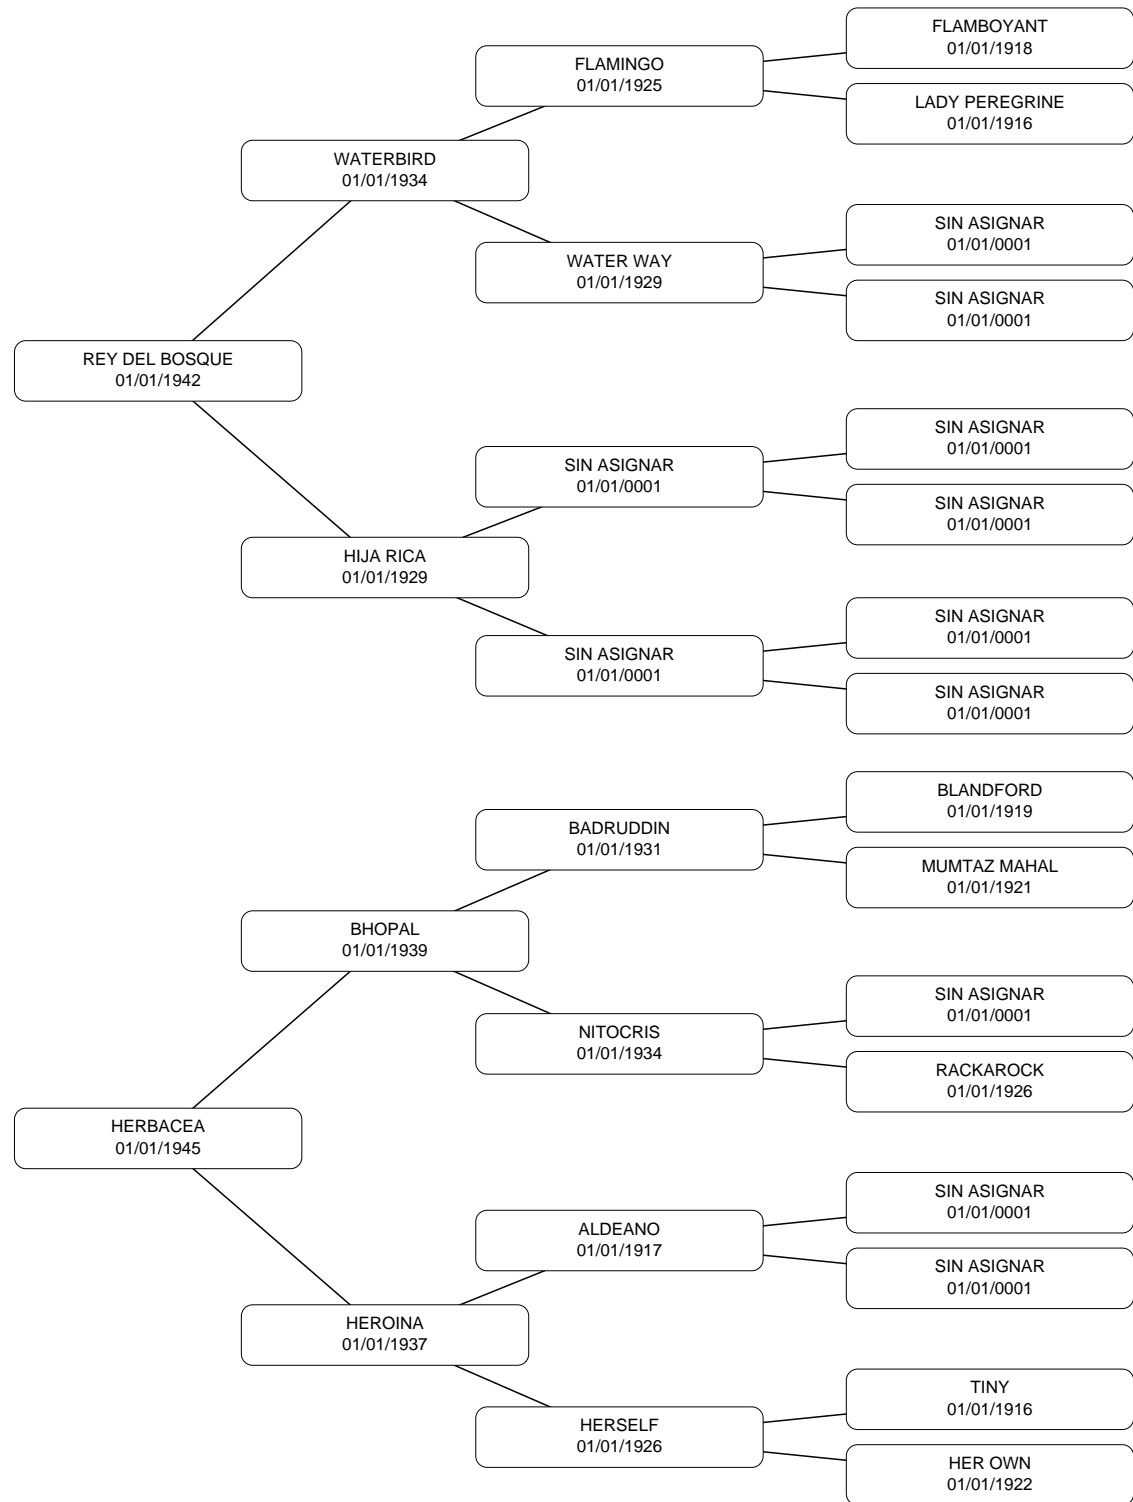 FLAMBOYANT
01/01/1918
FLAMINGO
01/01/1925
LADY PEREGRINE
01/01/1916
WATERBIRD
01/01/1934
SIN ASIGNAR
01/01/0001
WATER WAY
01/01/1929
SIN ASIGNAR
01/01/0001
REY DEL BOSQUE
01/01/1942
SIN ASIGNAR
01/01/0001
SIN ASIGNAR
01/01/0001
SIN ASIGNAR
01/01/0001
HIJA RICA
01/01/1929
SIN ASIGNAR
01/01/0001
SIN ASIGNAR
01/01/0001
SIN ASIGNAR
01/01/0001
BLANDFORD
01/01/1919
BADRUDDIN
01/01/1931
MUMTAZ MAHAL
01/01/1921
BHOPAL
01/01/1939
SIN ASIGNAR
01/01/0001
NITOCRIS
01/01/1934
RACKAROCK
01/01/1926
HERBACEA
01/01/1945
SIN ASIGNAR
01/01/0001
ALDEANO
01/01/1917
SIN ASIGNAR
01/01/0001
HEROINA
01/01/1937
TINY
01/01/1916
HERSELF
01/01/1926
HER OWN
01/01/1922